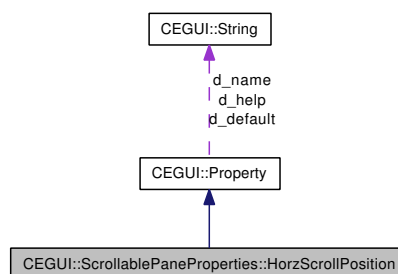 CEGUI::String
d_name
d_help
d_default
CEGUI::Property
CEGUI::ScrollablePaneProperties::HorzScrollPosition